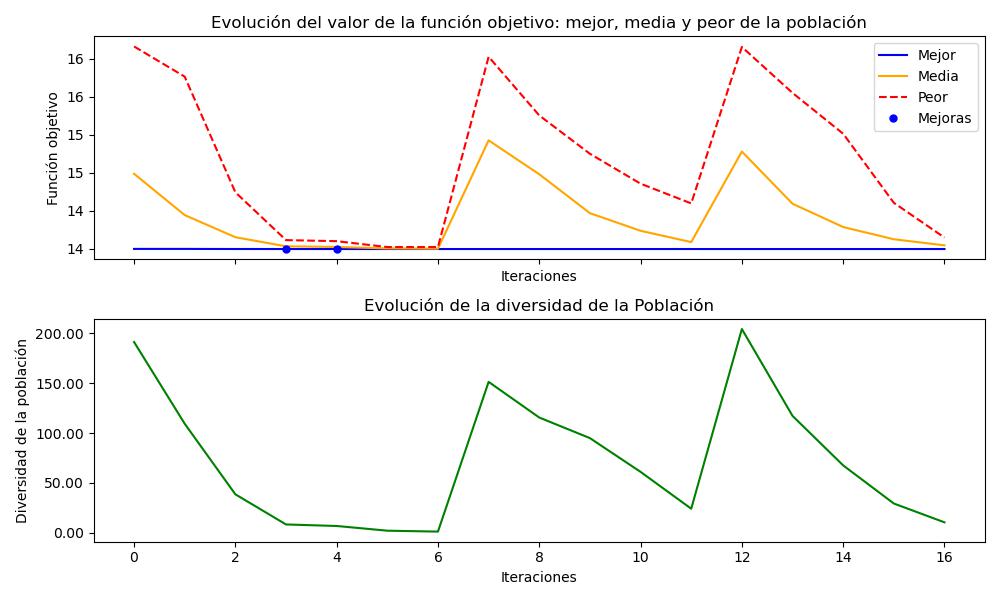 Evolución del valor de la función objetivo: mejor, media y peor de la población
Función objetivo
16
16
15
15
14
14
Mejor
Media
Peor
Mejoras
Iteraciones
Evolución de la diversidad de la Población
Diversidad de la población
200.00
150.00
100.00
50.00
0.00
0 2 4 6 8 10 12 14 16
Iteraciones